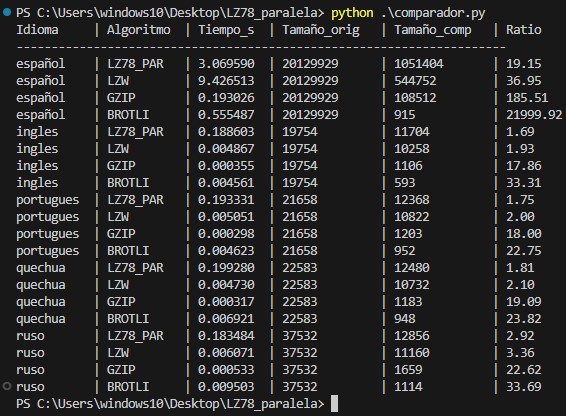 PS C:\Users\windows10\Desktop\LZ78_paralela> python .\comparador.py
Idioma | Algoritmo | Tiempo_s | Tamaño_orig | Tamaño_comp | Ratio
--------------------------------------------------------------------------
español | LZ78_PAR | 3.069590 | 20129929 | 1051404 | 19.15
español | LZW | 9.426513 | 20129929 | 544752 | 36.95
español | GZIP | 0.193026 | 20129929 | 108512 | 185.51
español | BROTLI | 0.555487 | 20129929 | 915 | 21999.92
ingles | LZ78_PAR | 0.188603 | 19754 | 11704 | 1.69
ingles | LZW | 0.004867 | 19754 | 10258 | 1.93
ingles | GZIP | 0.000355 | 19754 | 1106 | 17.86
ingles | BROTLI | 0.004561 | 19754 | 593 | 33.31
portugues | LZ78_PAR | 0.193331 | 21658 | 12368 | 1.75
portugues | LZW | 0.005051 | 21658 | 10822 | 2.00
portugues | GZIP | 0.000298 | 21658 | 1203 | 18.00
portugues | BROTLI | 0.004623 | 21658 | 952 | 22.75
quechua | LZ78_PAR | 0.199280 | 22583 | 12480 | 1.81
quechua | LZW | 0.004730 | 22583 | 10732 | 2.10
quechua | GZIP | 0.000317 | 22583 | 1183 | 19.09
quechua | BROTLI | 0.006921 | 22583 | 948 | 23.82
ruso | LZ78_PAR | 0.183484 | 37532 | 12856 | 2.92
ruso | LZW | 0.006071 | 37532 | 11160 | 3.36
ruso | GZIP | 0.000533 | 37532 | 1659 | 22.62
ruso | BROTLI | 0.009503 | 37532 | 1114 | 33.69
PS C:\Users\windows10\Desktop\LZ78_paralela>